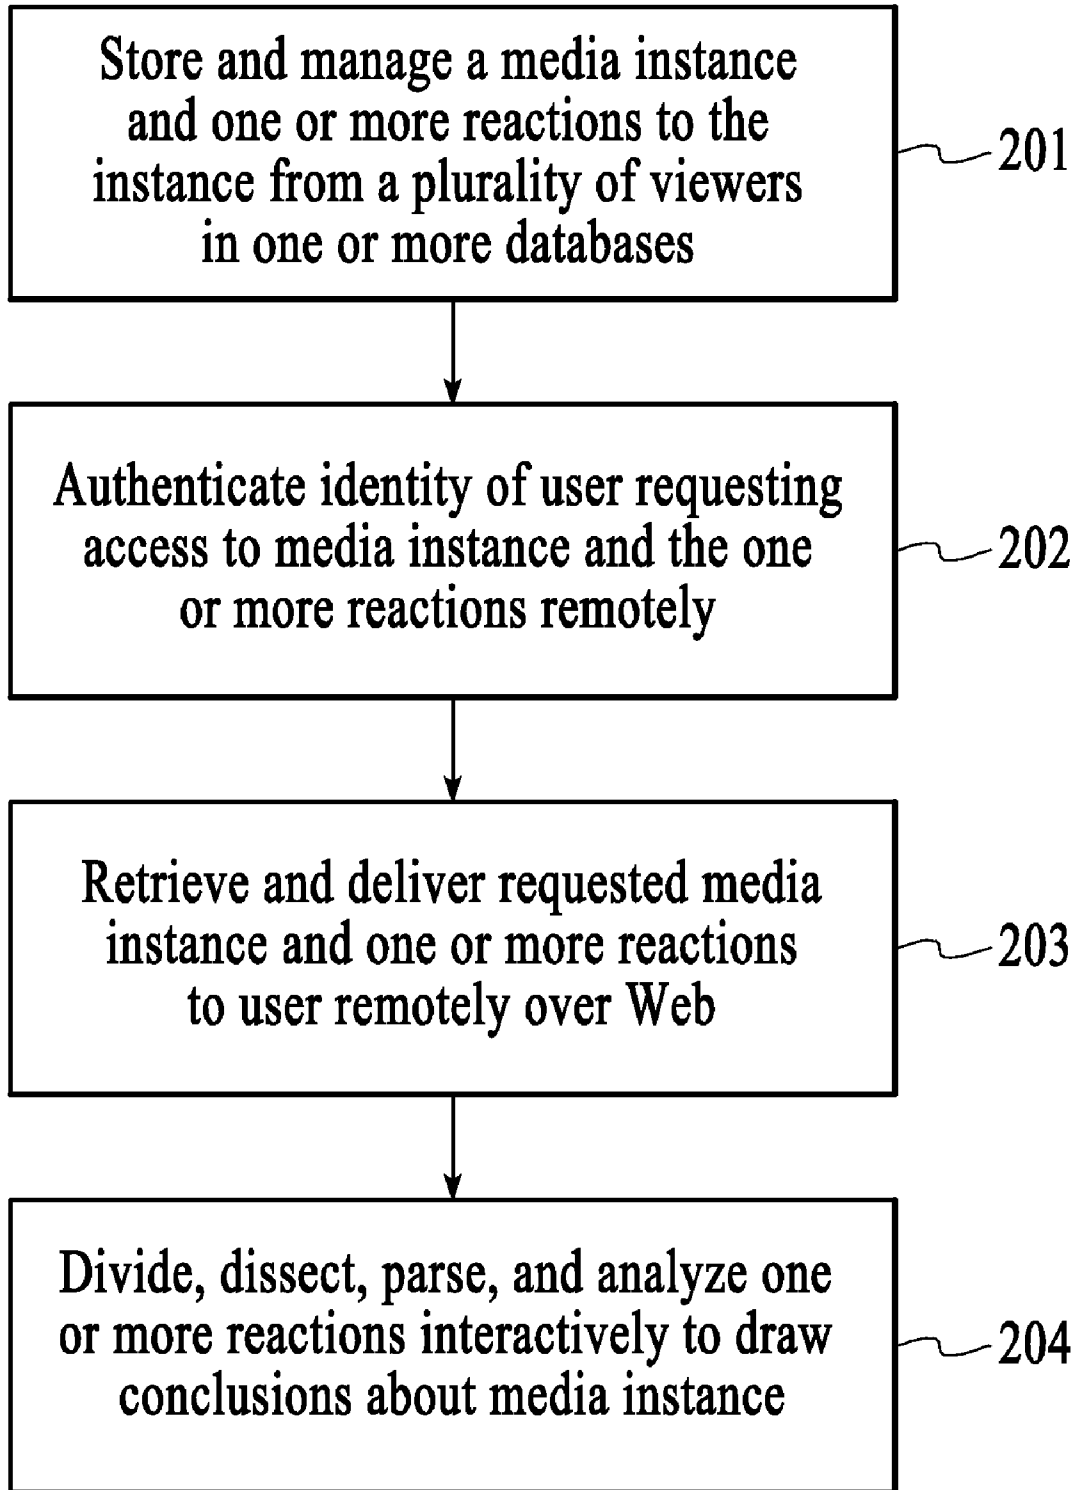 Store and manage a media instance
and one or more reactions to the
instance from a plurality of viewers
in one or more databases
201
Authenticate identity of user requesting
access to media instance and the one
or more reactions remotely
202
Retrieve and deliver requested media
instance and one or more reactions
to user remotely over Web
203
Divide, dissect, parse, and analyze one
or more reactions interactively to draw
conclusions about media instance
204